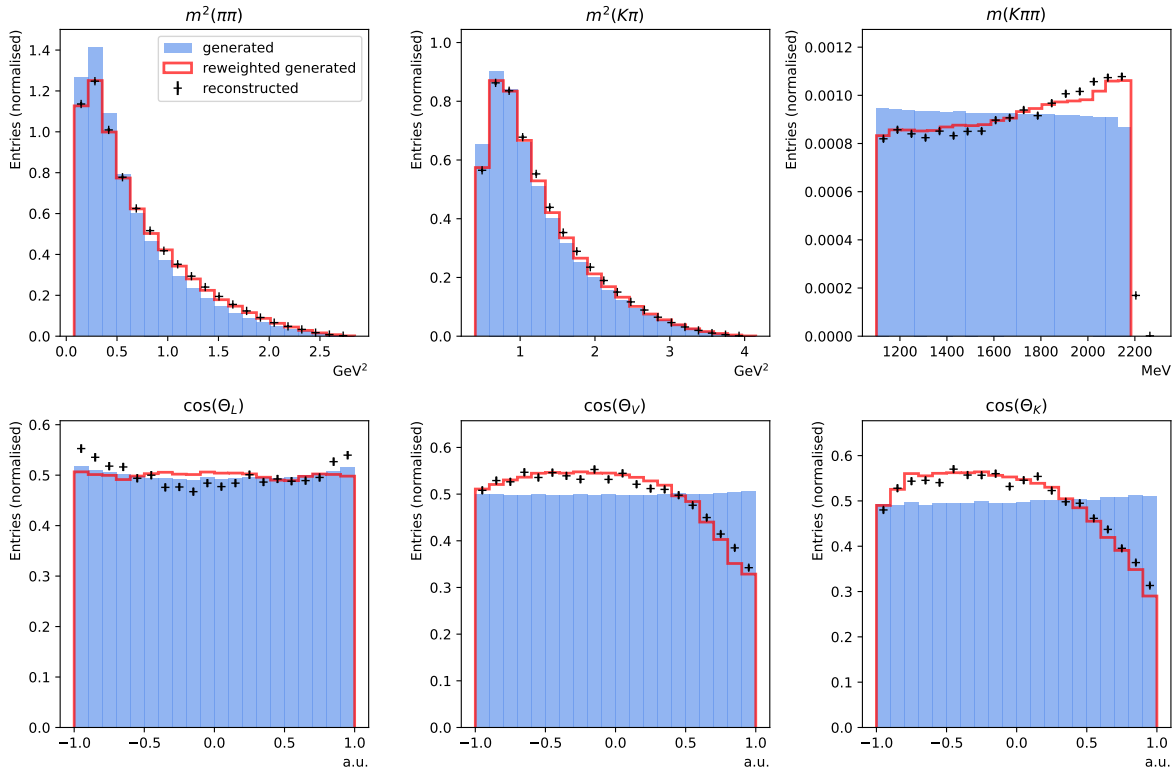 m²(ππ)
Entries (normalised)
1.4
1.2
1.0
0.8
0.6
0.4
0.2
0.0
generated
reweighted generated
reconstructed
0.0 0.5 1.0 1.5 2.0 2.5
GeV²
m²(Kπ)
Entries (normalised)
1.0
0.8
0.6
0.4
0.2
0.0
1 2 3 4
GeV²
m(Kππ)
Entries (normalised)
0.0012
0.0010
0.0008
0.0006
0.0004
0.0002
0.0000
1200 1400 1600 1800 2000 2200
MeV
cos(Θ_L)
Entries (normalised)
0.6
0.5
0.4
0.3
0.2
0.1
0.0
−1.0 −0.5 0.0 0.5 1.0
a.u.
cos(Θ_V)
Entries (normalised)
0.6
0.5
0.4
0.3
0.2
0.1
0.0
−1.0 −0.5 0.0 0.5 1.0
a.u.
cos(Θ_K)
Entries (normalised)
0.6
0.5
0.4
0.3
0.2
0.1
0.0
−1.0 −0.5 0.0 0.5 1.0
a.u.